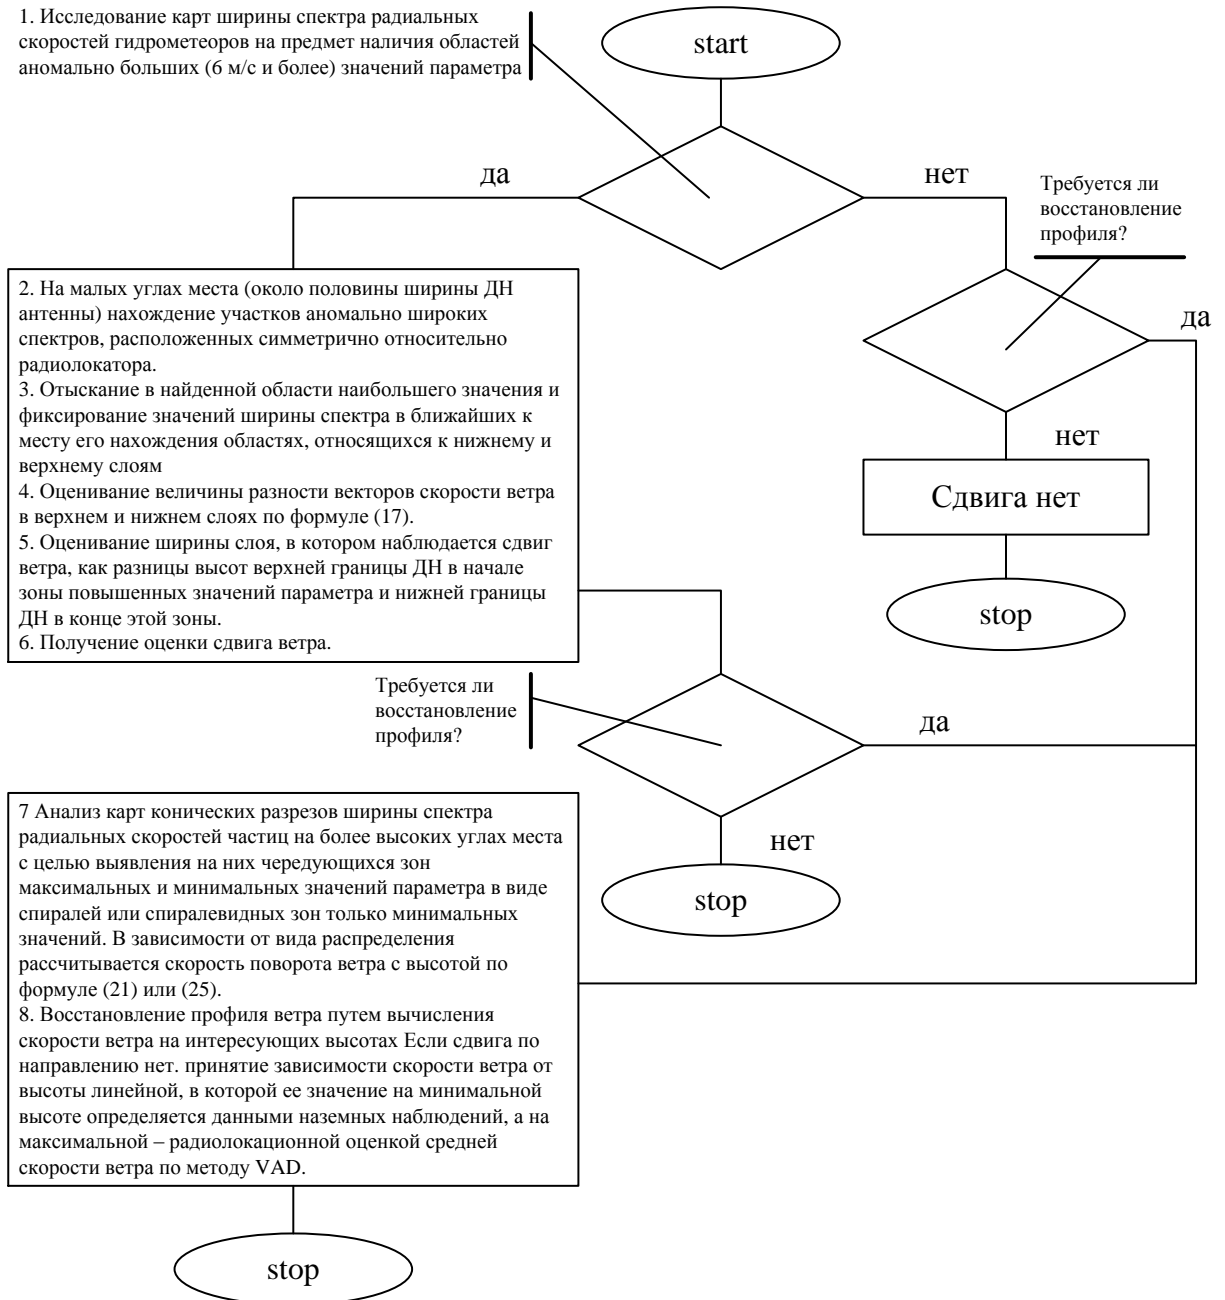 1. Исследование карт ширины спектра радиальных
скоростей гидрометеоров на предмет наличия областей
аномально больших (6 м/с и более) значений параметра
start
да
нет
Требуется ли
восстановление
профиля?
да
2. На малых углах места (около половины ширины ДН
антенны) нахождение участков аномально широких
спектров, расположенных симметрично относительно
радиолокатора.
3. Отыскание в найденной области наибольшего значения и
фиксирование значений ширины спектра в ближайших к
месту его нахождения областях, относящихся к нижнему и
верхнему слоям
4. Оценивание величины разности векторов скорости ветра
в верхнем и нижнем слоях по формуле (17).
5. Оценивание ширины слоя, в котором наблюдается сдвиг
ветра, как разницы высот верхней границы ДН в начале
зоны повышенных значений параметра и нижней границы
ДН в конце этой зоны.
6. Получение оценки сдвига ветра.
нет
Сдвига нет
stop
Требуется ли
восстановление
профиля?
да
нет
stop
7 Анализ карт конических разрезов ширины спектра
радиальных скоростей частиц на более высоких углах места
с целью выявления на них чередующихся зон
максимальных и минимальных значений параметра в виде
спиралей или спиралевидных зон только минимальных
значений. В зависимости от вида распределения
рассчитывается скорость поворота ветра с высотой по
формуле (21) или (25).
8. Восстановление профиля ветра путем вычисления
скорости ветра на интересующих высотах Если сдвига по
направлению нет. принятие зависимости скорости ветра от
высоты линейной, в которой ее значение на минимальной
высоте определяется данными наземных наблюдений, а на
максимальной – радиолокационной оценкой средней
скорости ветра по методу VAD.
stop